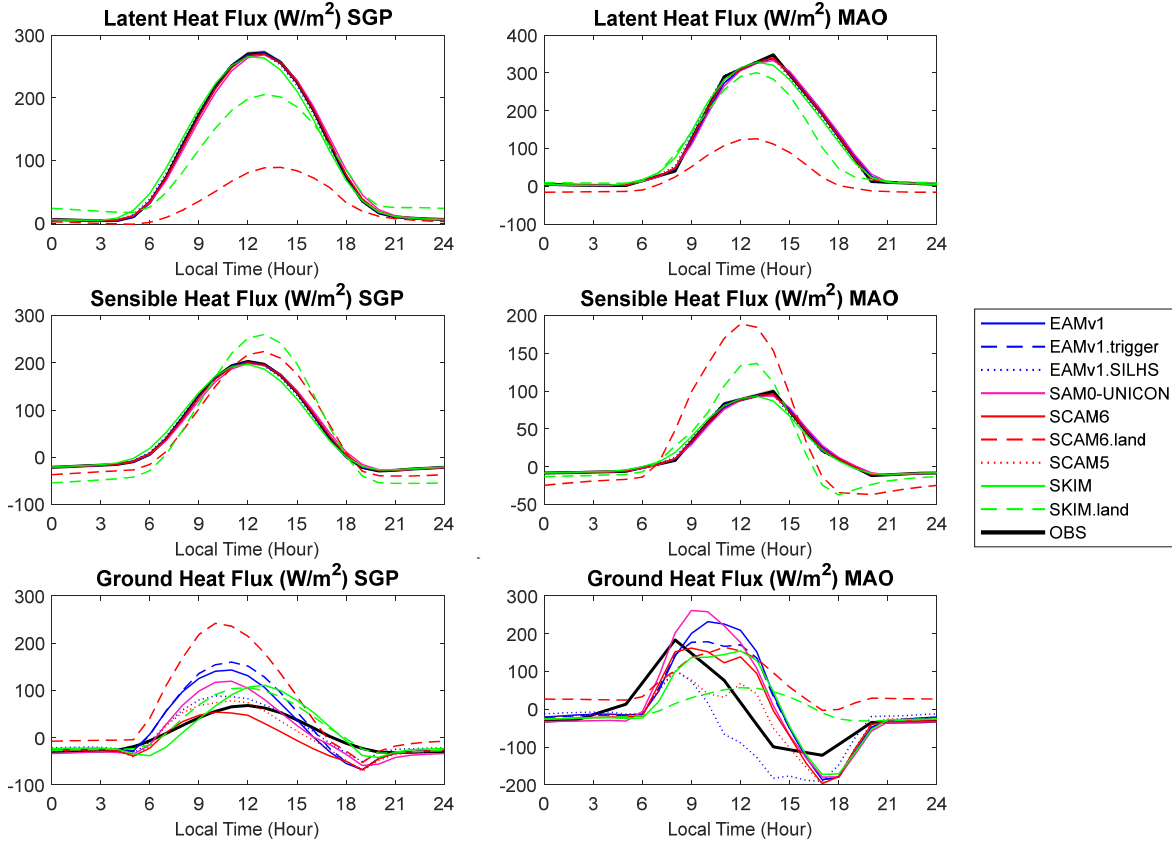 Latent Heat Flux (W/m²) SGP
300
200
100
0
0 3 6 9 12 15 18 21 24
Local Time (Hour)
Latent Heat Flux (W/m²) MAO
400
300
200
100
0
-100
0 3 6 9 12 15 18 21 24
Local Time (Hour)
Sensible Heat Flux (W/m²) SGP
300
200
100
0
-100
0 3 6 9 12 15 18 21 24
Local Time (Hour)
Sensible Heat Flux (W/m²) MAO
200
150
100
50
0
-50
0 3 6 9 12 15 18 21 24
Local Time (Hour)
EAMv1
EAMv1.trigger
EAMv1.SILHS
SAM0-UNICON
SCAM6
SCAM6.land
SCAM5
SKIM
SKIM.land
OBS
Ground Heat Flux (W/m²) SGP
300
200
100
0
-100
0 3 6 9 12 15 18 21 24
Local Time (Hour)
Ground Heat Flux (W/m²) MAO
300
200
100
0
-100
-200
0 3 6 9 12 15 18 21 24
Local Time (Hour)